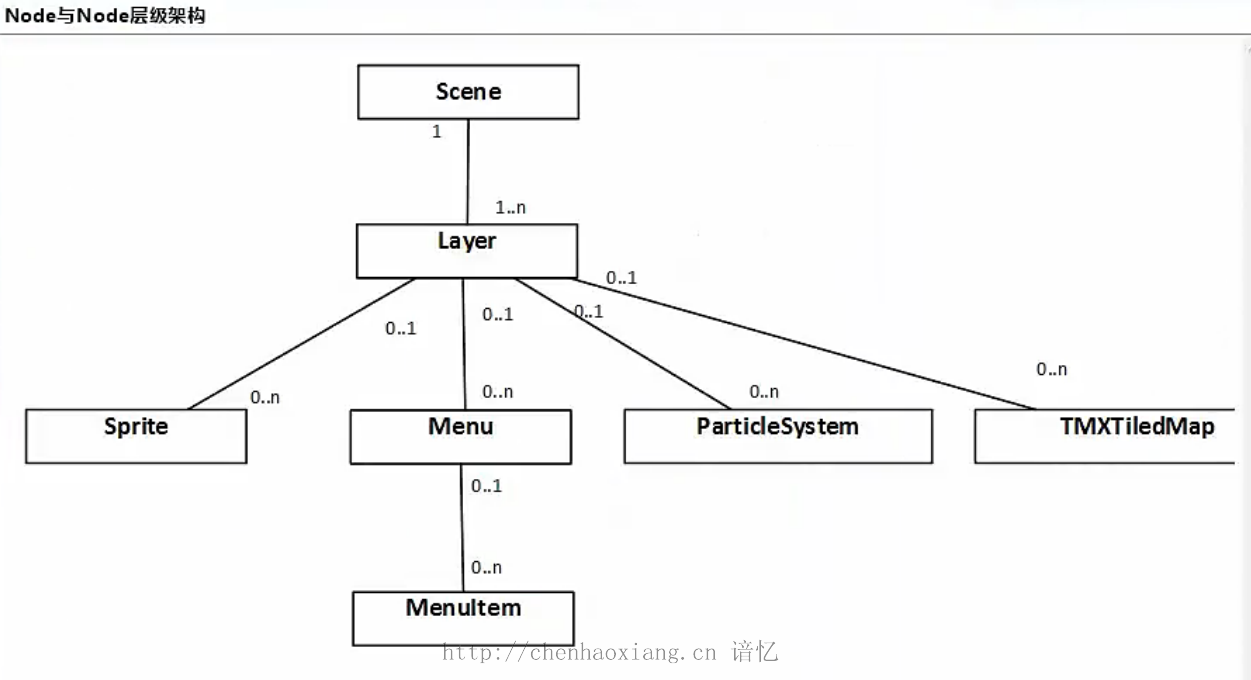 Node与Node层级架构
Scene
1
1..n
Layer
0..1
0..1
0..1
0..1
0..n
0..n
0..n
0..n
Sprite
Menu
ParticleSystem
TMXTiledMap
0..1
0..n
MenuItem
http://chenhaoxiang.cn 谙忆